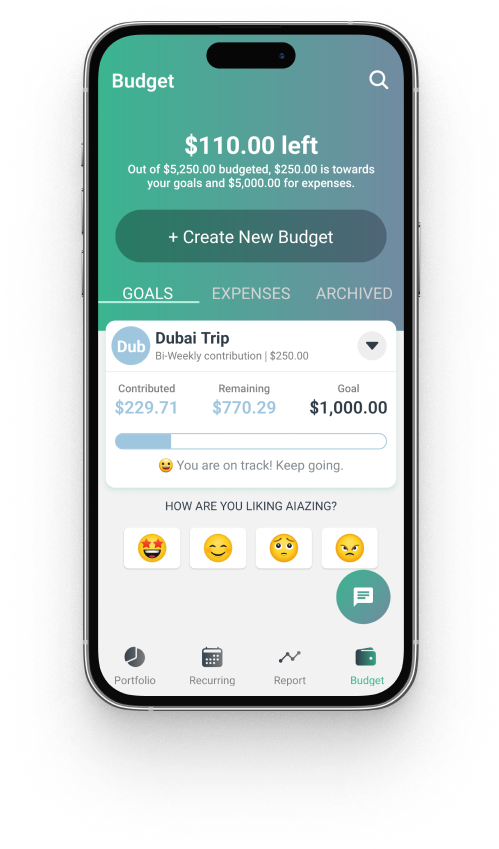 Budget
$110.00 left
Out of $5,250.00 budgeted, $250.00 is towards
your goals and $5,000.00 for expenses.
+ Create New Budget
GOALS EXPENSES ARCHIVED
Dub
Dubai Trip
Bi-Weekly contribution | $250.00
Contributed Remaining Goal
$229.71 $770.29 $1,000.00
You are on track! Keep going.
HOW ARE YOU LIKING AIAZING?
Portfolio Recurring Report Budget